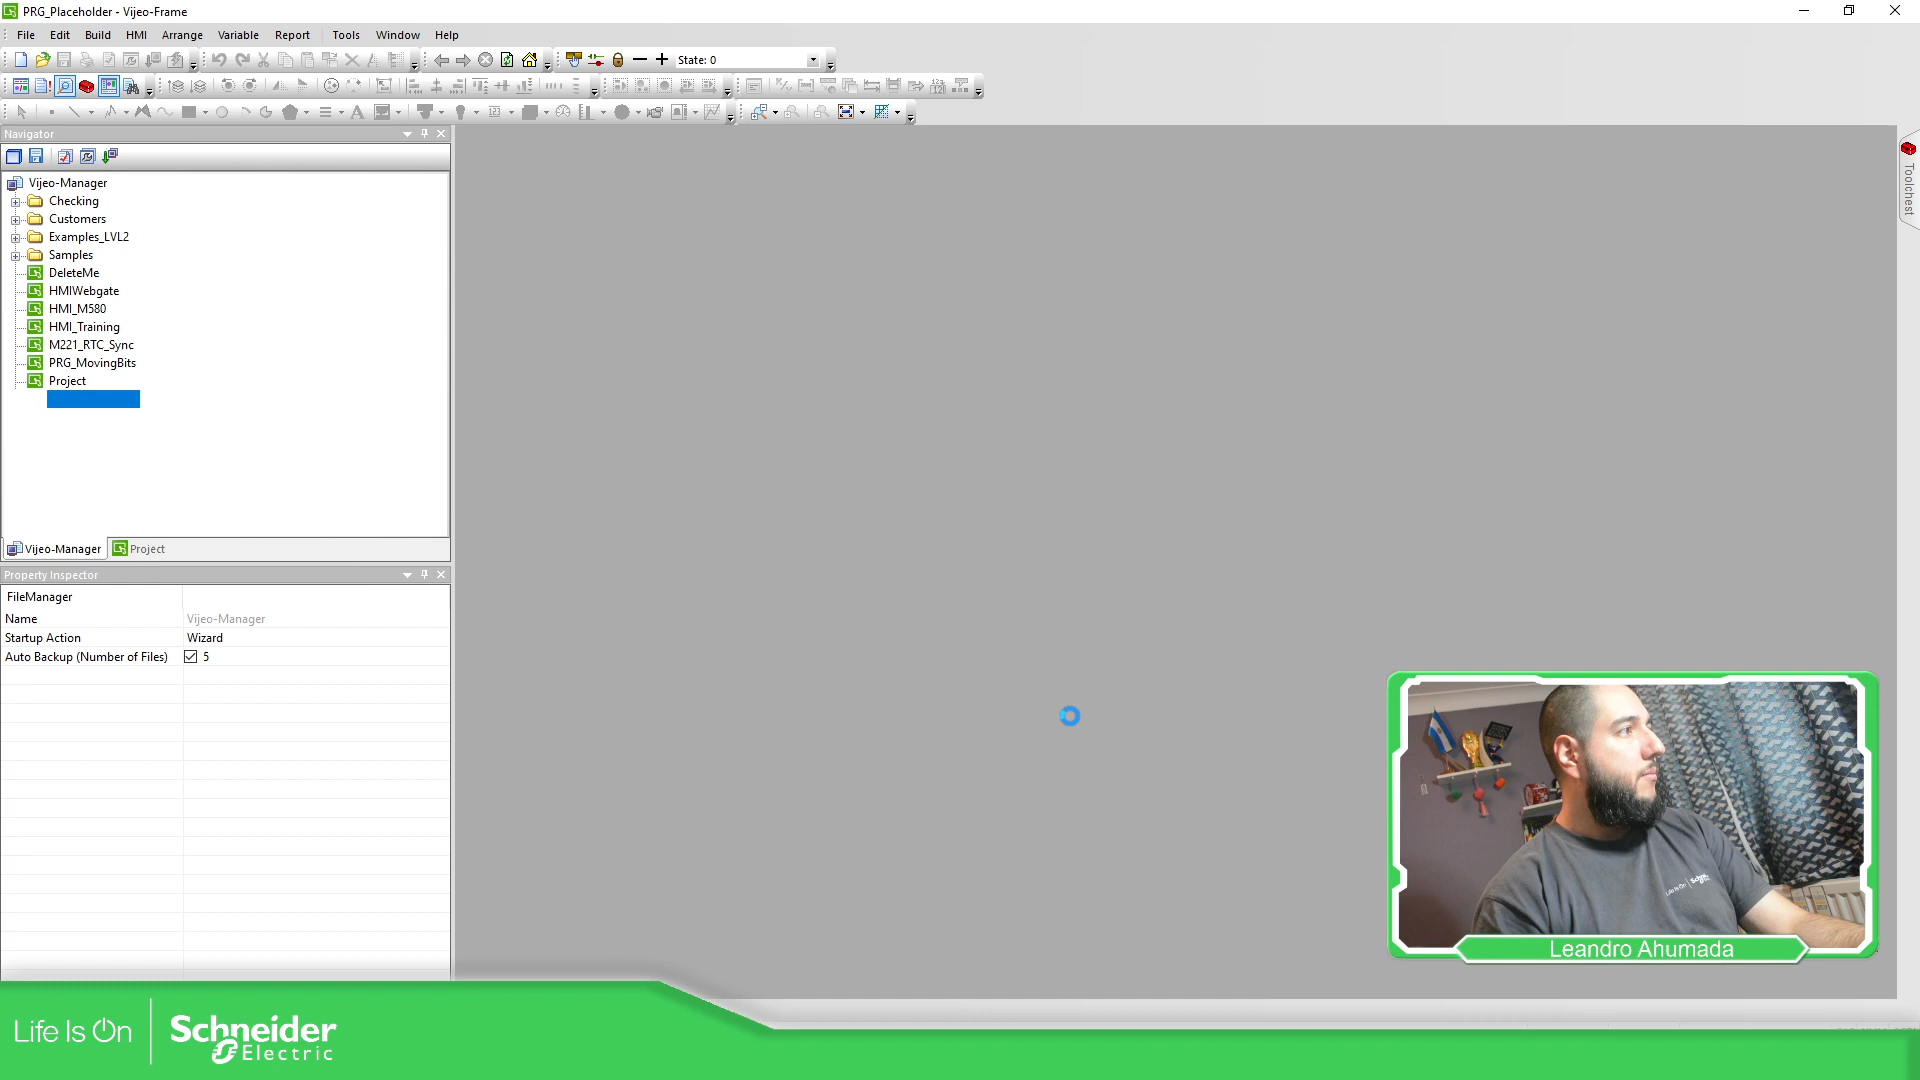 PRG_Placeholder - Vijeo-Frame
File Edit Build HMI Arrange Variable Report Tools Window Help
State: 0
Navigator
Toolchest
Vijeo-Manager
Checking
Customers
Examples_LVL2
Samples
DeleteMe
HMIWebgate
HMI_M580
HMI_Training
M221_RTC_Sync
PRG_MovingBits
Project
Vijeo-Manager Project
Property Inspector
FileManager
Name Vijeo-Manager
Startup Action Wizard
Auto Backup (Number of Files) 5
Leandro Ahumada
Life Is On
Schneider
Electric